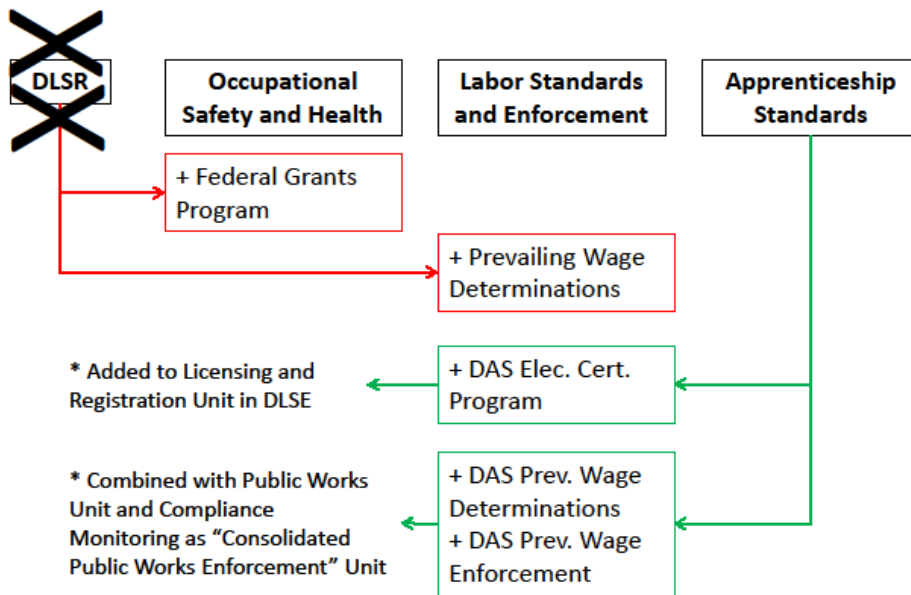 DLSR
Occupational
Safety and Health
Labor Standards
and Enforcement
Apprenticeship
Standards
+ Federal Grants
Program
+ Prevailing Wage
Determinations
* Added to Licensing and
Registration Unit in DLSE
+ DAS Elec. Cert.
Program
* Combined with Public Works
Unit and Compliance
Monitoring as “Consolidated
Public Works Enforcement” Unit
+ DAS Prev. Wage
Determinations
+ DAS Prev. Wage
Enforcement